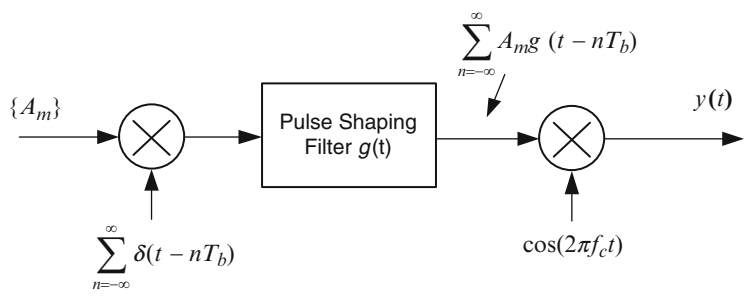 ∞
∑ A_m g (t − nT_b)
n=−∞
{A_m}
y(t)
Pulse Shaping
Filter g(t)
∞
∑ δ(t − nT_b)
n=−∞
cos(2πf_c t)